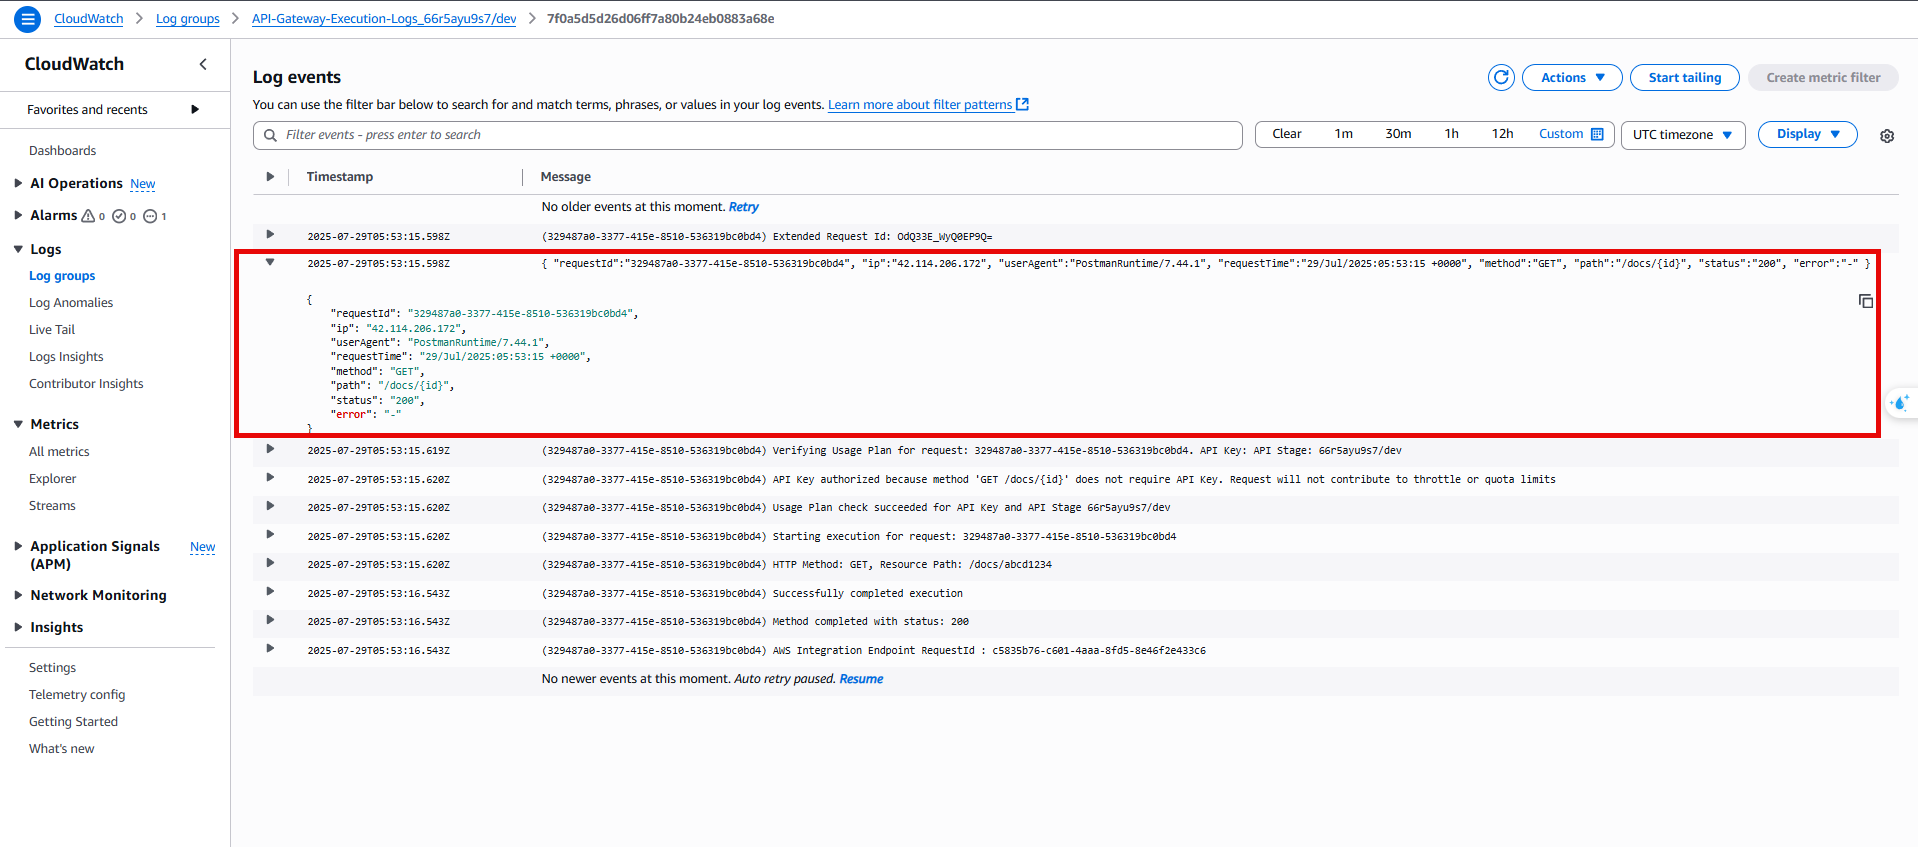 CloudWatch > Log groups > API-Gateway-Execution-Logs_66r5ayu9s7/dev > 7f0a5d5d26d06ff7a80b24eb0883a68e
CloudWatch
Favorites and recents
Dashboards
AI Operations New
Alarms 0 0 1
Logs
Log groups
Log Anomalies
Live Tail
Logs Insights
Contributor Insights
Metrics
All metrics
Explorer
Streams
Application Signals New
(APM)
Network Monitoring
Insights
Settings
Telemetry config
Getting Started
What's new
Log events
Actions Start tailing Create metric filter
You can use the filter bar below to search for and match terms, phrases, or values in your log events. Learn more about filter patterns
Filter events - press enter to search
Clear 1m 30m 1h 12h Custom UTC timezone Display
Timestamp Message
No older events at this moment. Retry
2025-07-29T05:53:15.598Z (329487a0-3377-415e-8510-536319bc0bd4) Extended Request Id: OdQ33E_WyQ0EP9Q=
2025-07-29T05:53:15.598Z { "requestId":"329487a0-3377-415e-8510-536319bc0bd4", "ip":"42.114.206.172", "userAgent":"PostmanRuntime/7.44.1", "requestTime":"29/Jul/2025:05:53:15 +0000", "method":"GET", "path":"/docs/{id}", "status":"200", "error":"-" }
{
"requestId": "329487a0-3377-415e-8510-536319bc0bd4",
"ip": "42.114.206.172",
"userAgent": "PostmanRuntime/7.44.1",
"requestTime": "29/Jul/2025:05:53:15 +0000",
"method": "GET",
"path": "/docs/{id}",
"status": "200",
"error": "-"
}
2025-07-29T05:53:15.619Z (329487a0-3377-415e-8510-536319bc0bd4) Verifying Usage Plan for request: 329487a0-3377-415e-8510-536319bc0bd4. API Key: API Stage: 66r5ayu9s7/dev
2025-07-29T05:53:15.620Z (329487a0-3377-415e-8510-536319bc0bd4) API Key authorized because method 'GET /docs/{id}' does not require API Key. Request will not contribute to throttle or quota limits
2025-07-29T05:53:15.620Z (329487a0-3377-415e-8510-536319bc0bd4) Usage Plan check succeeded for API Key and API Stage 66r5ayu9s7/dev
2025-07-29T05:53:15.620Z (329487a0-3377-415e-8510-536319bc0bd4) Starting execution for request: 329487a0-3377-415e-8510-536319bc0bd4
2025-07-29T05:53:15.620Z (329487a0-3377-415e-8510-536319bc0bd4) HTTP Method: GET, Resource Path: /docs/abcd1234
2025-07-29T05:53:16.543Z (329487a0-3377-415e-8510-536319bc0bd4) Successfully completed execution
2025-07-29T05:53:16.543Z (329487a0-3377-415e-8510-536319bc0bd4) Method completed with status: 200
2025-07-29T05:53:16.543Z (329487a0-3377-415e-8510-536319bc0bd4) AWS Integration Endpoint RequestId : c5835b76-c601-4aaa-8fd5-8e46f2e433c6
No newer events at this moment. Auto retry paused. Resume